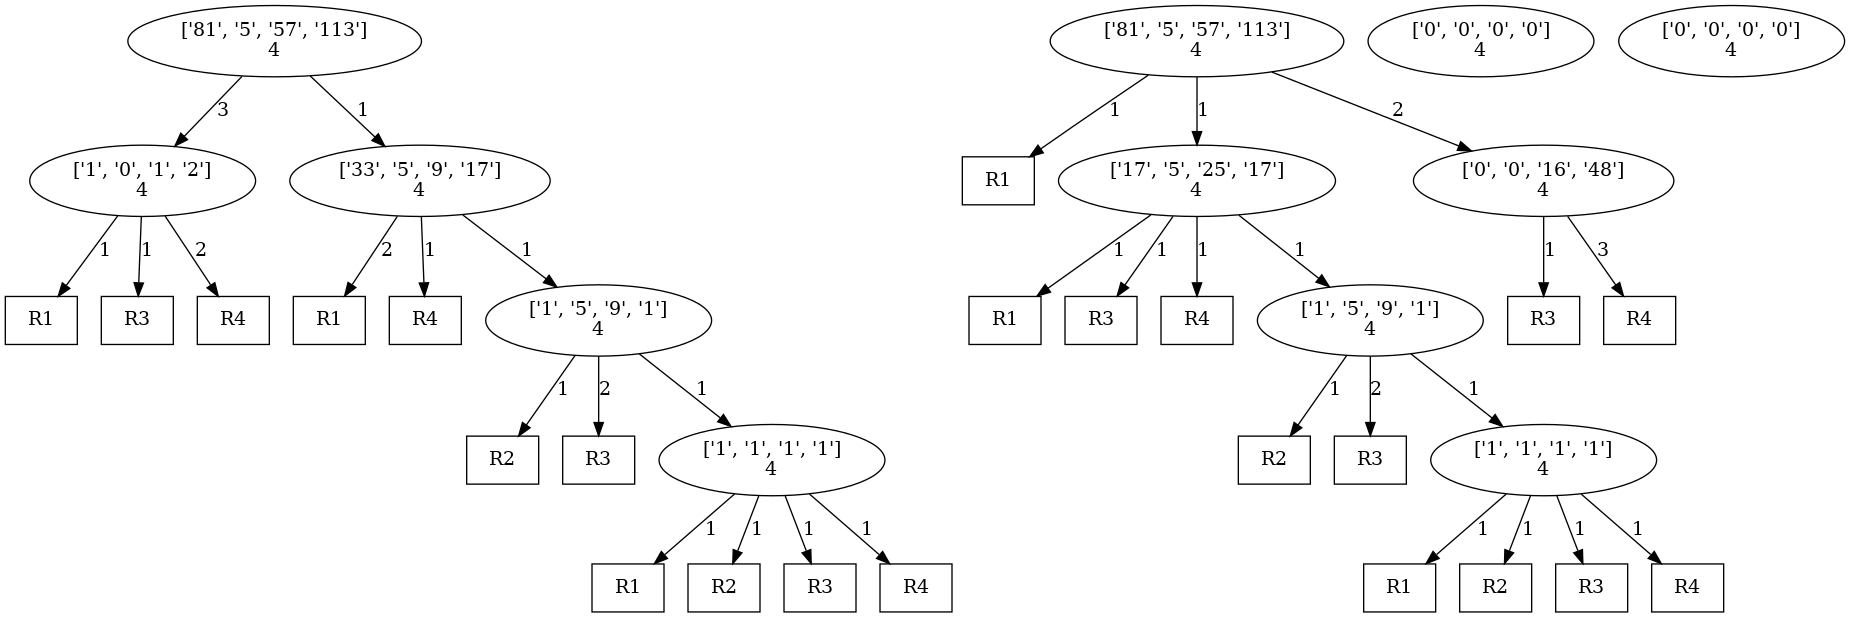 ['81', '5', '57', '113']
4
['81', '5', '57', '113']
4
['0', '0', '0', '0']
4
['0', '0', '0', '0']
4
3
1
1
1
2
['1', '0', '1', '2']
4
['33', '5', '9', '17']
4
R1
['17', '5', '25', '17']
4
['0', '0', '16', '48']
4
1
1
2
2
1
1
1
1
1
1
1
3
R1
R3
R4
R1
R4
['1', '5', '9', '1']
4
R1
R3
R4
['1', '5', '9', '1']
4
R3
R4
1
2
1
1
2
1
R2
R3
['1', '1', '1', '1']
4
R2
R3
['1', '1', '1', '1']
4
1
1
1
1
1
1
1
1
R1
R2
R3
R4
R1
R2
R3
R4